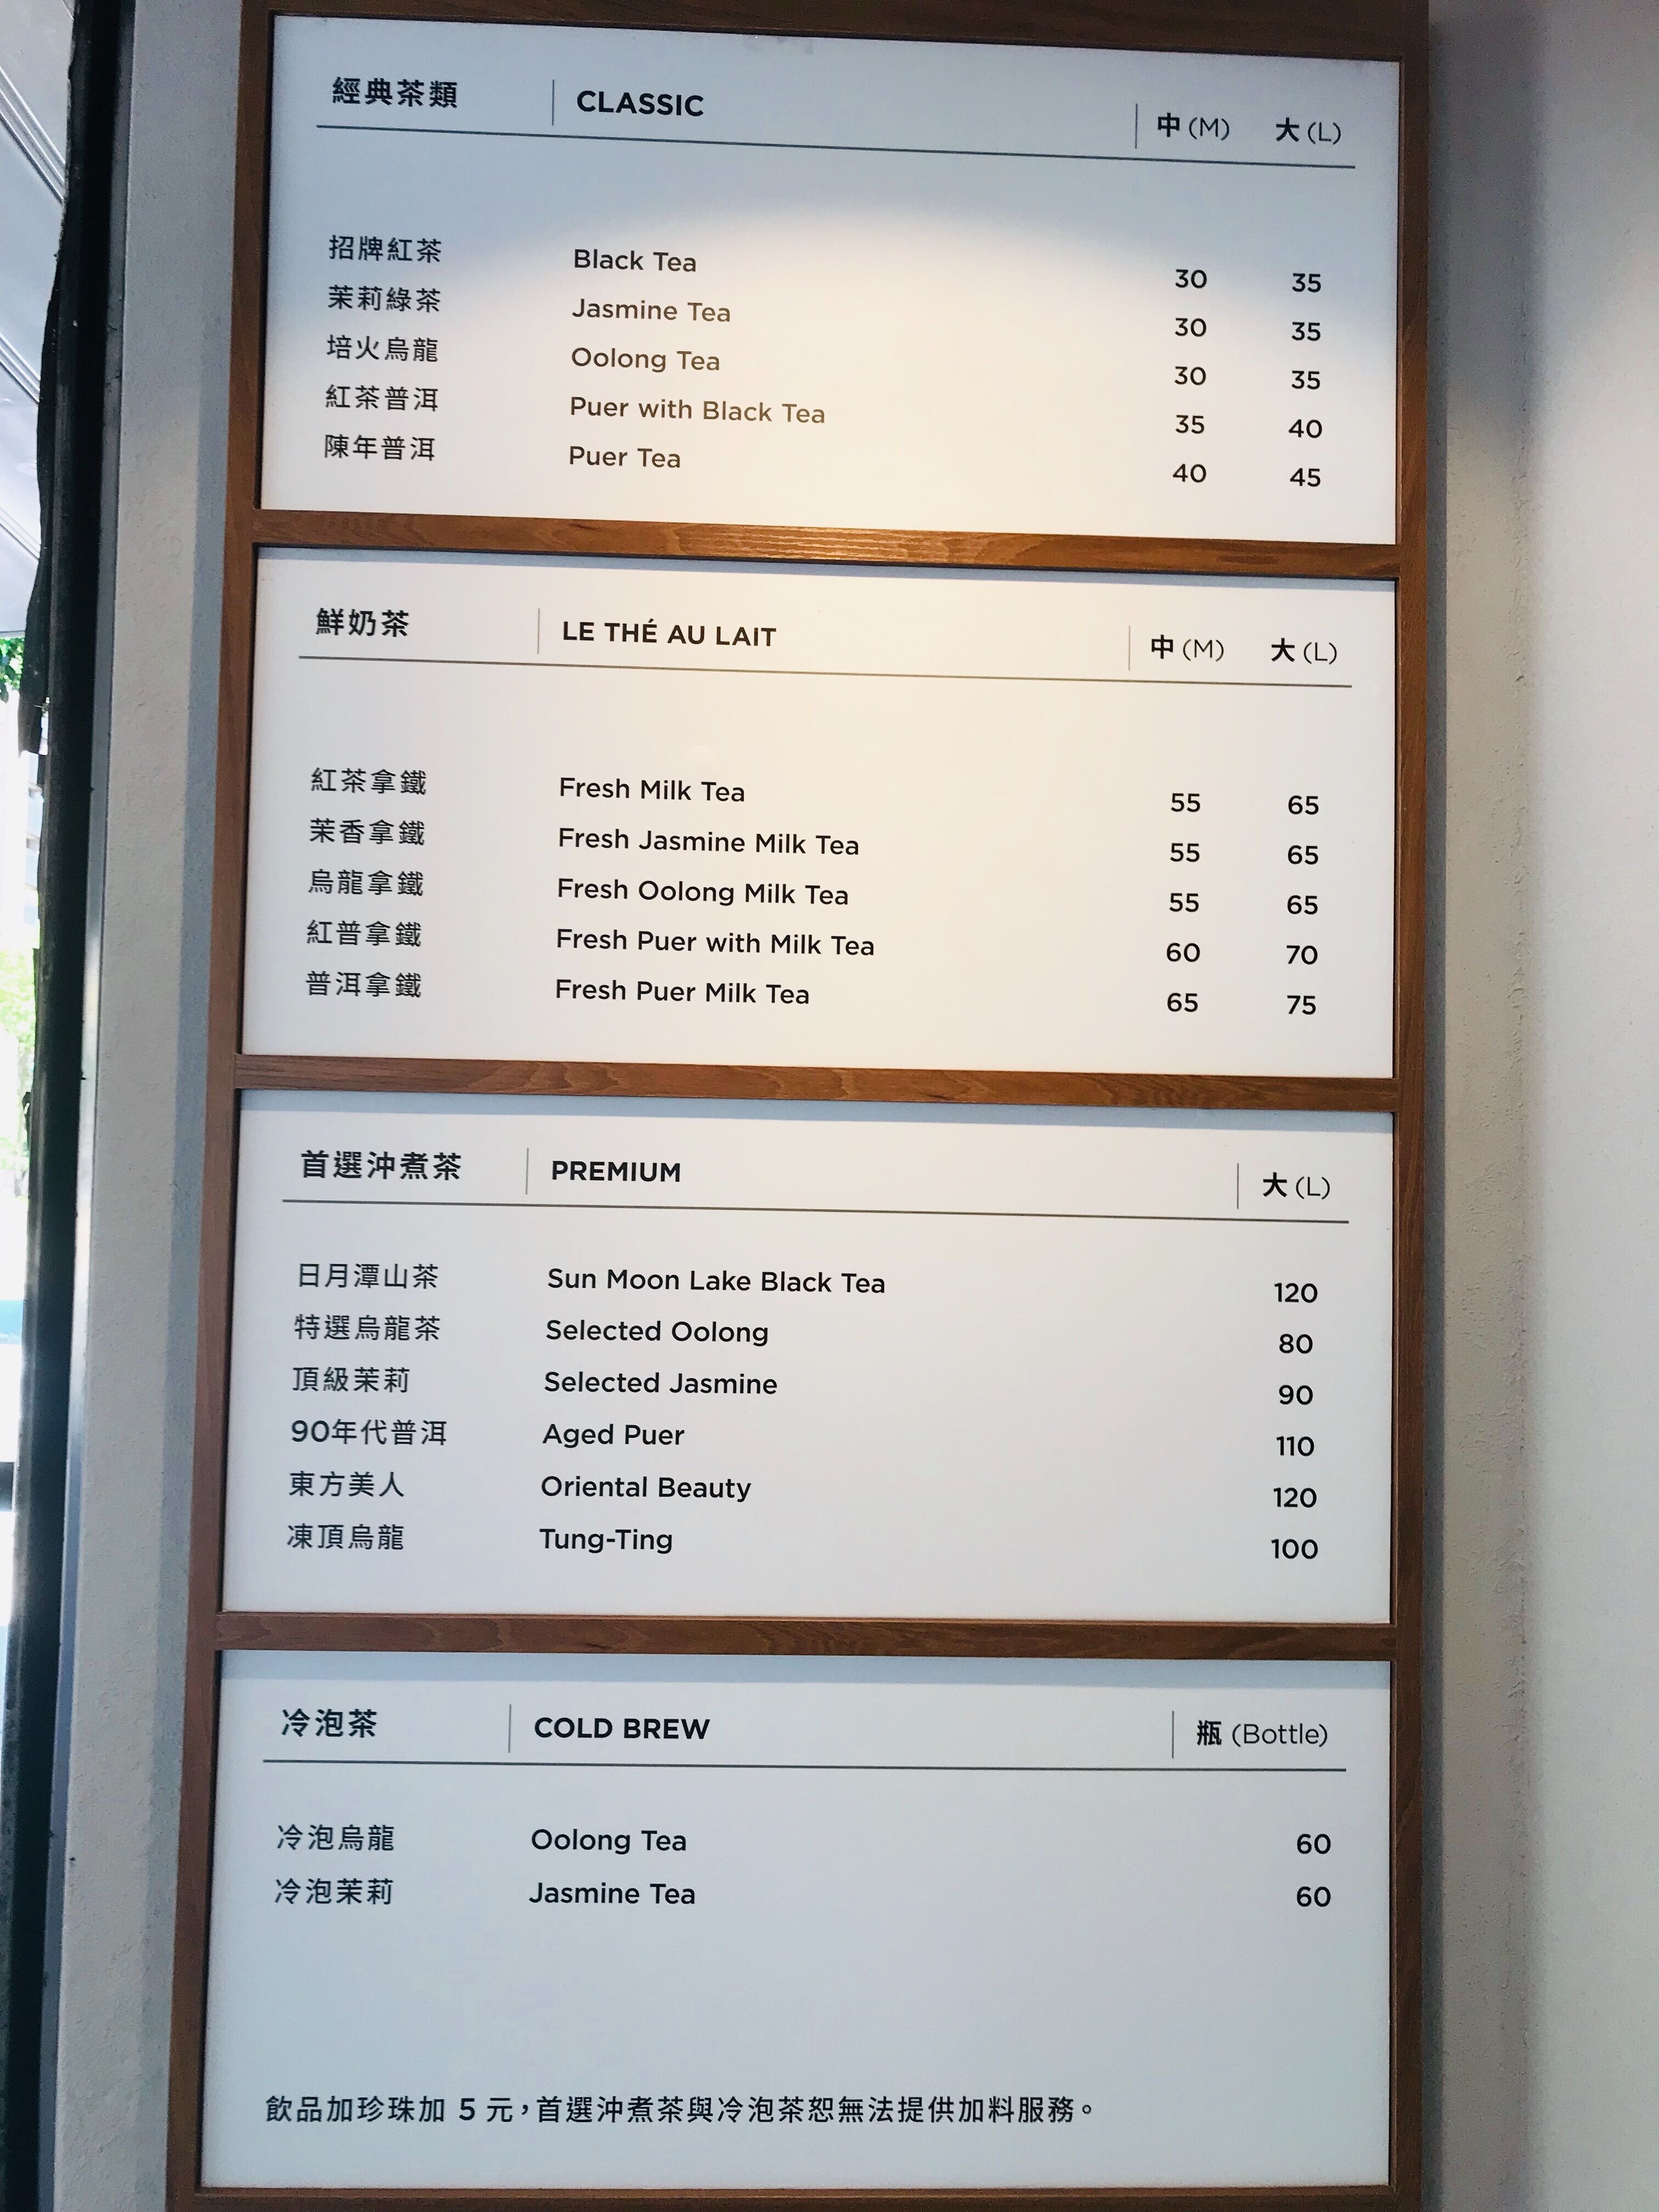 經典茶類 CLASSIC 中 (M) 大 (L)
招牌紅茶 Black Tea 30 35
茉莉綠茶 Jasmine Tea 30 35
培火烏龍 Oolong Tea 30 35
紅茶普洱 Puer with Black Tea 35 40
陳年普洱 Puer Tea 40 45
鮮奶茶 LE THÉ AU LAIT 中 (M) 大 (L)
紅茶拿鐵 Fresh Milk Tea 55 65
茉香拿鐵 Fresh Jasmine Milk Tea 55 65
烏龍拿鐵 Fresh Oolong Milk Tea 55 65
紅普拿鐵 Fresh Puer with Milk Tea 60 70
普洱拿鐵 Fresh Puer Milk Tea 65 75
首選沖煮茶 PREMIUM 大 (L)
日月潭山茶 Sun Moon Lake Black Tea 120
特選烏龍茶 Selected Oolong 80
頂級茉莉 Selected Jasmine 90
90年代普洱 Aged Puer 110
東方美人 Oriental Beauty 120
凍頂烏龍 Tung-Ting 100
冷泡茶 COLD BREW 瓶 (Bottle)
冷泡烏龍 Oolong Tea 60
冷泡茉莉 Jasmine Tea 60
飲品加珍珠加 5 元，首選沖煮茶與冷泡茶恕無法提供加料服務。